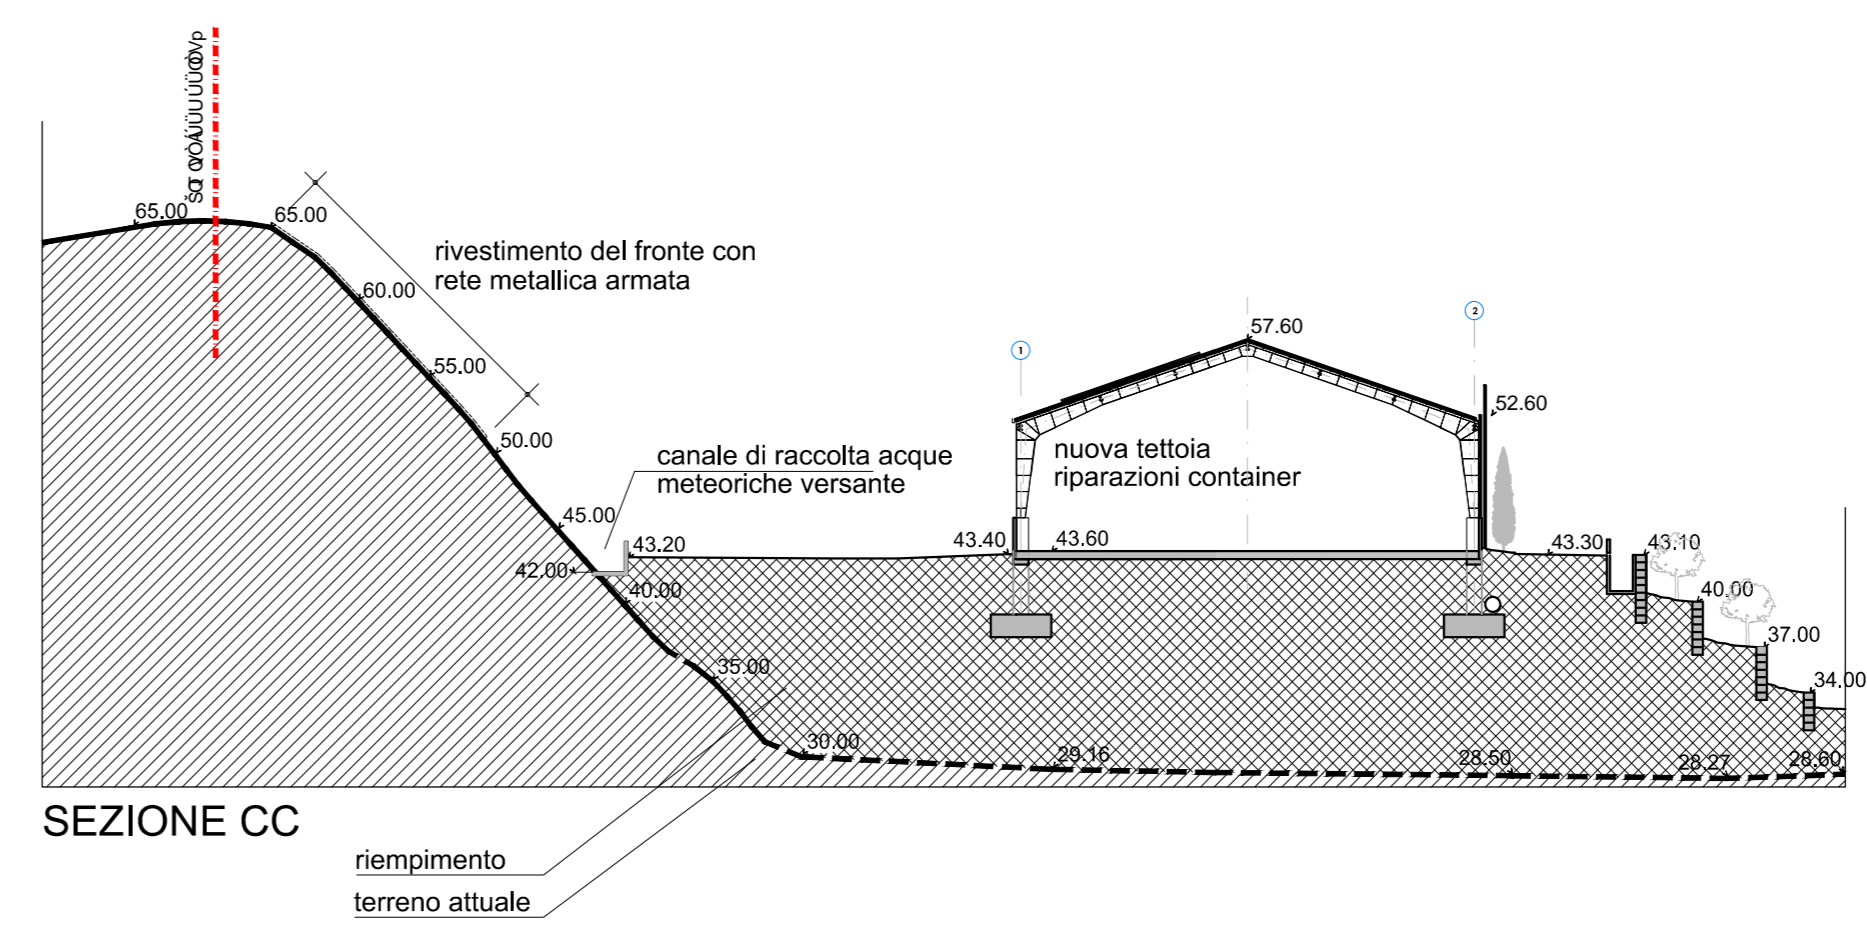 65.00
65.00
rivestimento del fronte con
rete metallica armata
60.00
55.00
50.00
57.60
1
2
52.60
nuova tettoia
riparazioni container
canale di raccolta acque
meteoriche versante
45.00
43.20
42.00
40.00
43.40
43.60
43.30
43.10
40.00
37.00
34.00
35.00
30.00
29.16
28.50
28.27
28.60
SEZIONE CC
riempimento
terreno attuale